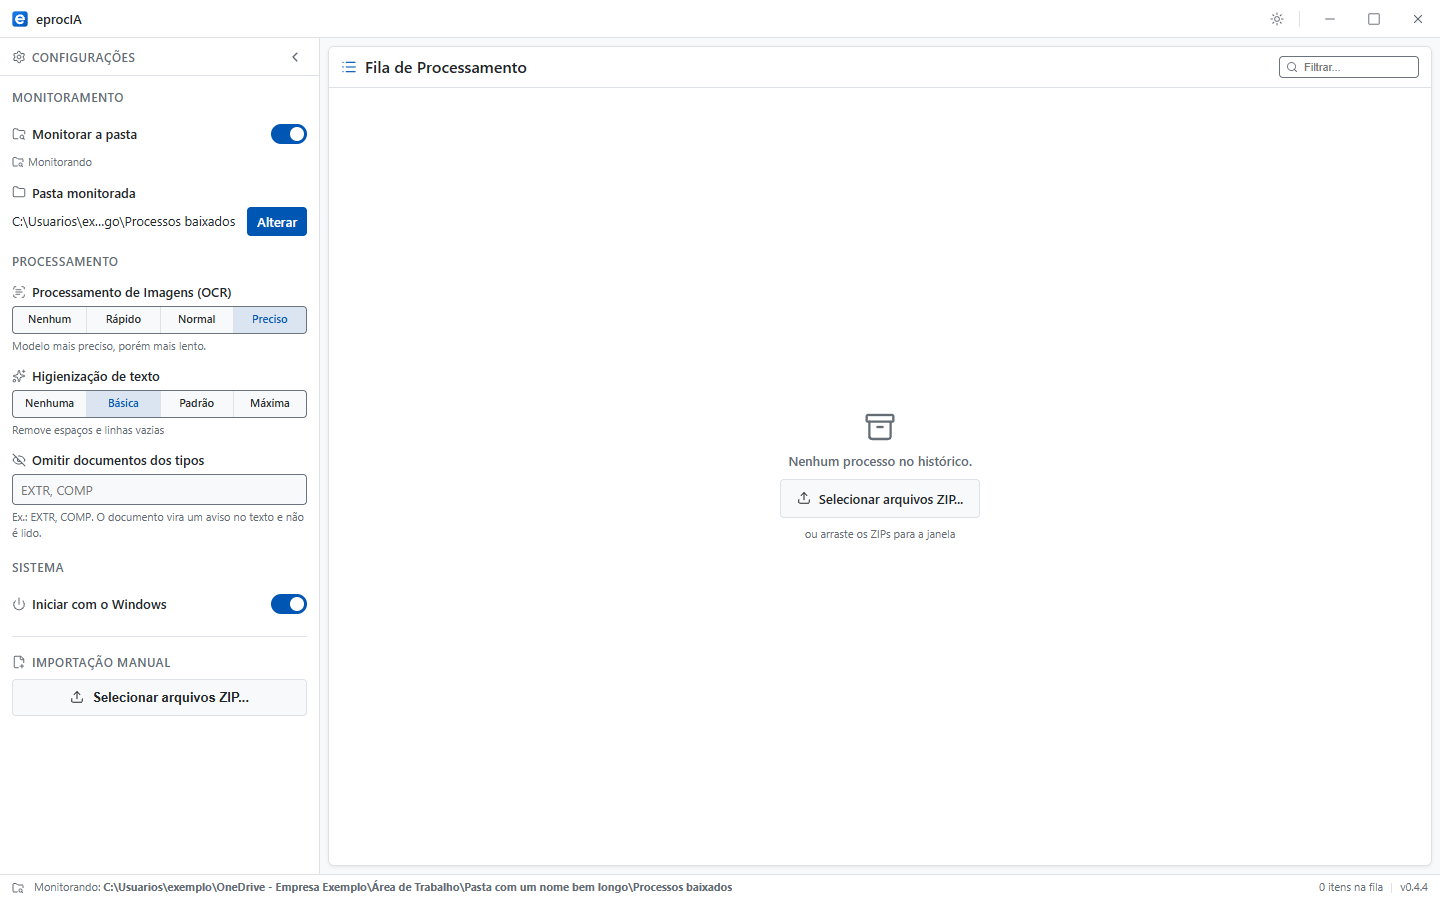 eprocIA
CONFIGURAÇÕES
MONITORAMENTO
Monitorar a pasta
Monitorando
Pasta monitorada
C:\Usuarios\ex...go\Processos baixados
Alterar
PROCESSAMENTO
Processamento de Imagens (OCR)
Nenhum Rápido Normal Preciso
Modelo mais preciso, porém mais lento.
Higienização de texto
Nenhuma Básica Padrão Máxima
Remove espaços e linhas vazias
Omitir documentos dos tipos
EXTR, COMP
Ex.: EXTR, COMP. O documento vira um aviso no texto e não
é lido.
SISTEMA
Iniciar com o Windows
IMPORTAÇÃO MANUAL
Selecionar arquivos ZIP...
Fila de Processamento
Filtrar...
Nenhum processo no histórico.
Selecionar arquivos ZIP...
ou arraste os ZIPs para a janela
Monitorando: C:\Usuarios\exemplo\OneDrive - Empresa Exemplo\Área de Trabalho\Pasta com um nome bem longo\Processos baixados
0 itens na fila
v0.4.4